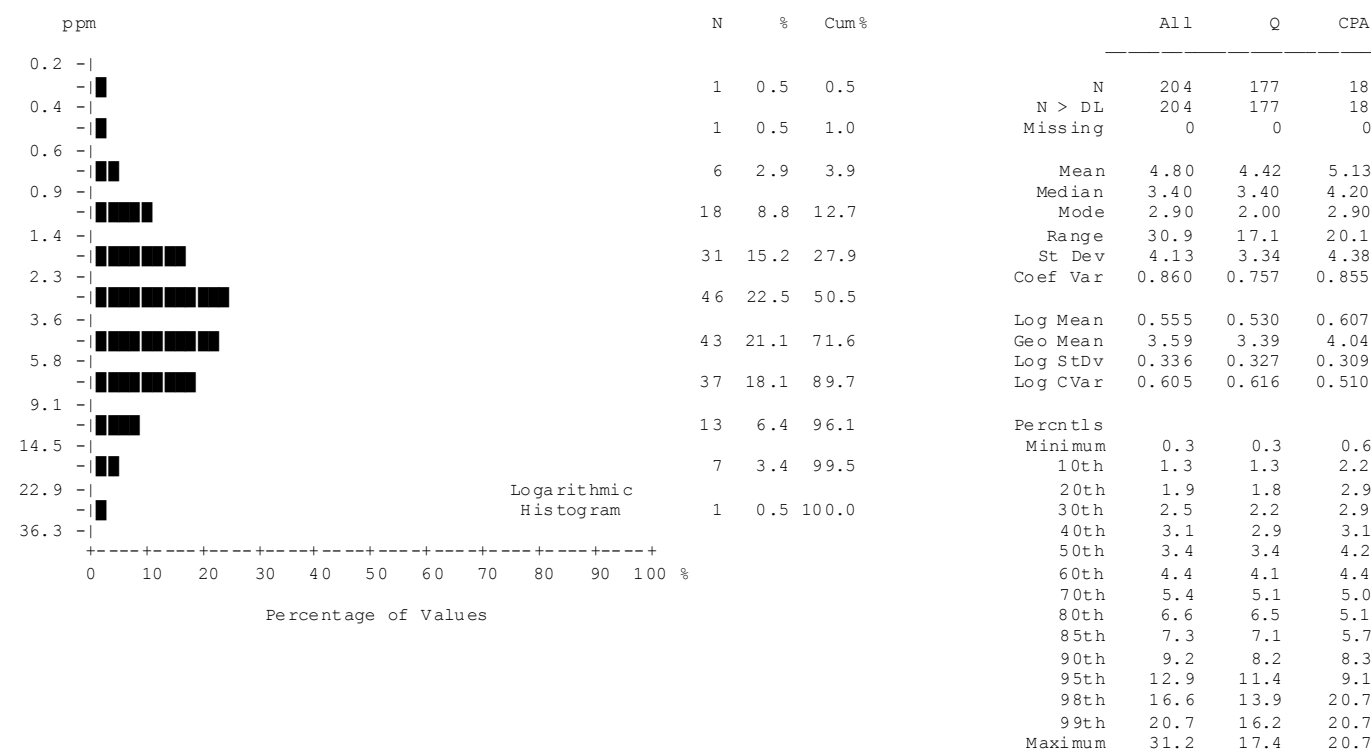 ppm N % Cum% All Q CPA
0.2 -|
-| 1 0.5 0.5 N 204 177 18
0.4 -| N > DL 204 177 18
-| 1 0.5 1.0 Missing 0 0 0
0.6 -|
-| 6 2.9 3.9 Mean 4.80 4.42 5.13
0.9 -| Median 3.40 3.40 4.20
-| 18 8.8 12.7 Mode 2.90 2.00 2.90
1.4 -| Range 30.9 17.1 20.1
-| 31 15.2 27.9 St Dev 4.13 3.34 4.38
2.3 -| Coef Var 0.860 0.757 0.855
-| 46 22.5 50.5
3.6 -| Log Mean 0.555 0.530 0.607
-| 43 21.1 71.6 Geo Mean 3.59 3.39 4.04
5.8 -| Log StDv 0.336 0.327 0.309
-| 37 18.1 89.7 Log CVar 0.605 0.616 0.510
9.1 -|
-| 13 6.4 96.1 Percntls
14.5 -| Minimum 0.3 0.3 0.6
-| 7 3.4 99.5 10th 1.3 1.3 2.2
22.9 -| Logarithmic 20th 1.9 1.8 2.9
-| Histogram 1 0.5 100.0 30th 2.5 2.2 2.9
36.3 -| 40th 3.1 2.9 3.1
+----+----+----+----+----+----+----+----+----+----+ 50th 3.4 3.4 4.2
0 10 20 30 40 50 60 70 80 90 100 % 60th 4.4 4.1 4.4
70th 5.4 5.1 5.0
Percentage of Values 80th 6.6 6.5 5.1
85th 7.3 7.1 5.7
90th 9.2 8.2 8.3
95th 12.9 11.4 9.1
98th 16.6 13.9 20.7
99th 20.7 16.2 20.7
Maximum 31.2 17.4 20.7